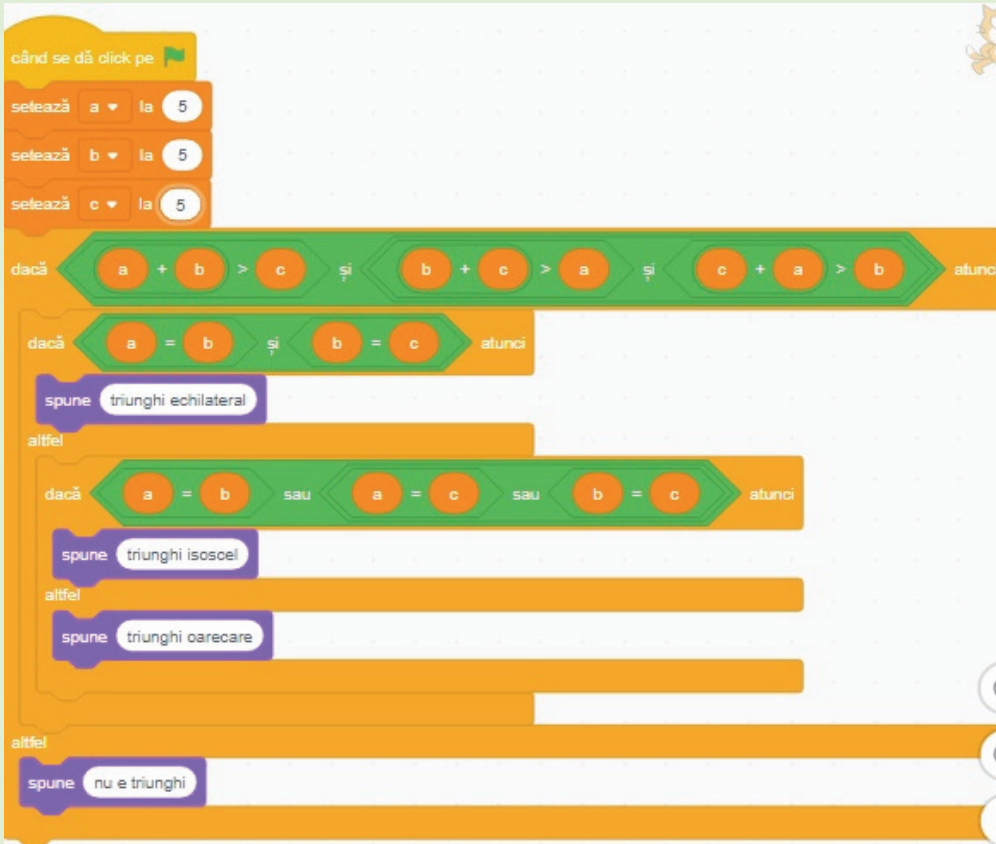 când se dă click pe
setează a la 5
setează b la 5
setează c la 5
dacă a + b > c și b + c > a și c + a > b atunci
dacă a = b și b = c atunci
spune triunghi echilateral
altfel
dacă a = b sau a = c sau b = c atunci
spune triunghi isoscel
altfel
spune triunghi oarecare
altfel
spune nu e triunghi